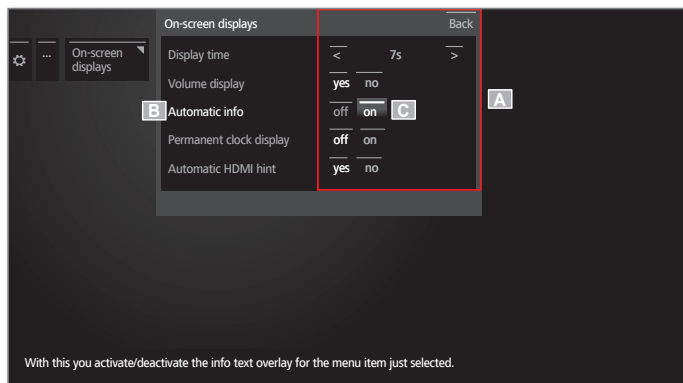 On-screen displays Back
... On-screen
displays
Display time < 7s >
Volume display yes no
A
B Automatic info off on C
Permanent clock display off on
Automatic HDMI hint yes no
With this you activate/deactivate the info text overlay for the menu item just selected.